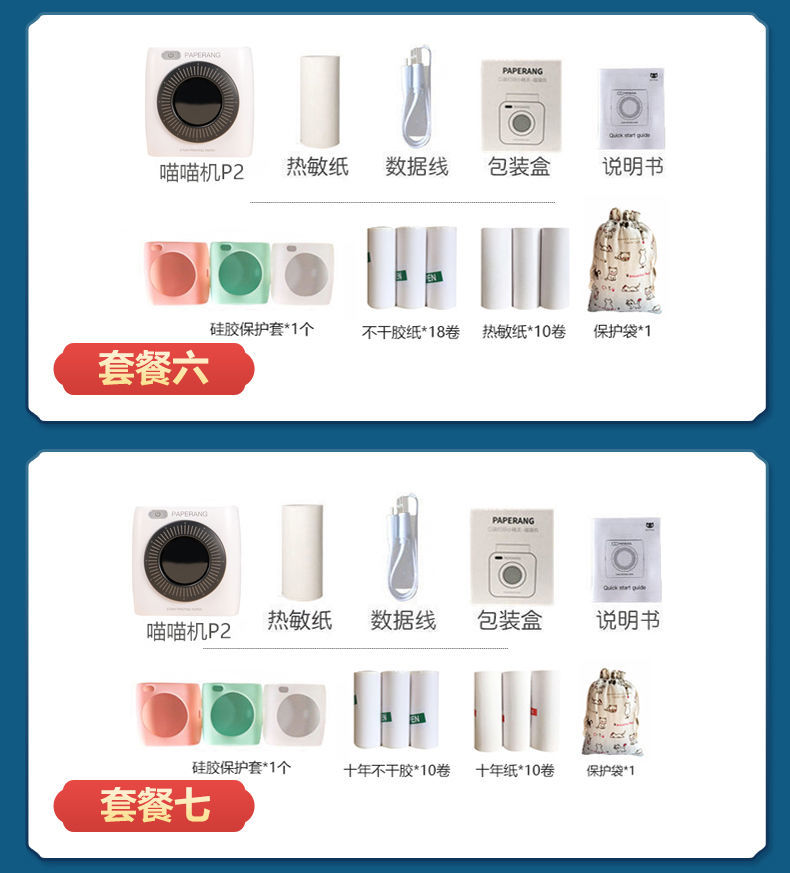 PAPERANG
PAPERANG
Quick start guide
喵喵机P2
热敏纸
数据线
包装盒
说明书
硅胶保护套*1个
不干胶纸*18卷
热敏纸*10卷
保护袋*1
套餐六
PAPERANG
PAPERANG
Quick start guide
喵喵机P2
热敏纸
数据线
包装盒
说明书
硅胶保护套*1个
十年不干胶*10卷
十年纸*10卷
保护袋*1
套餐七